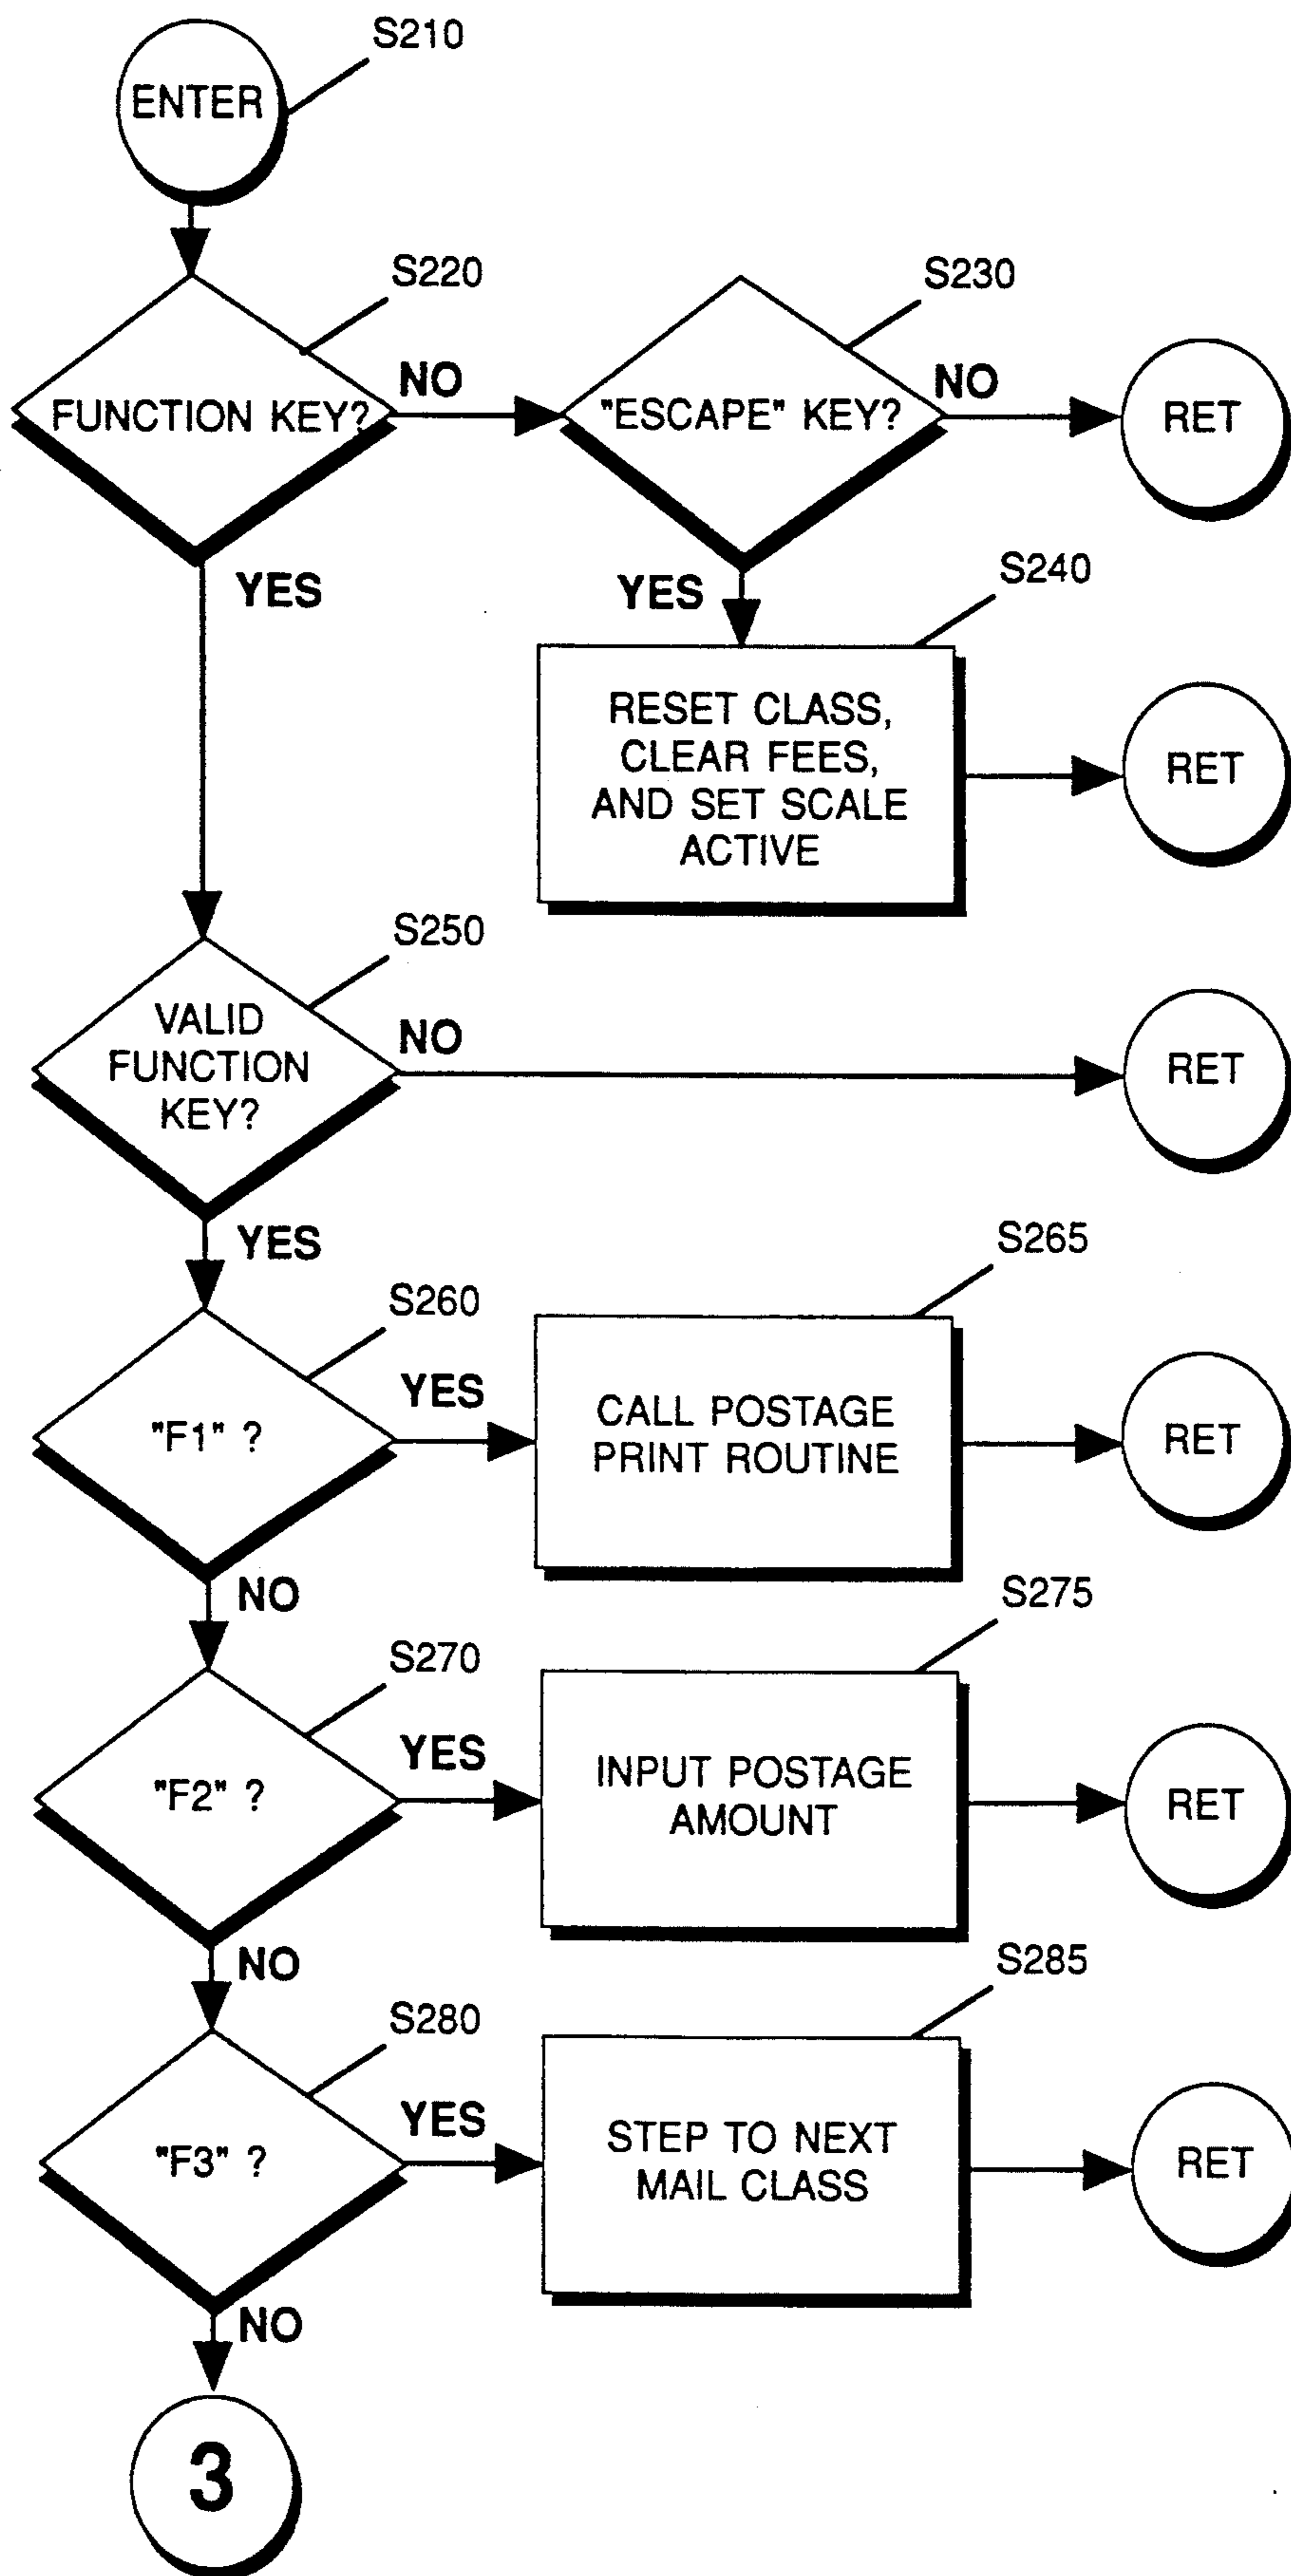 S210
ENTER
S220
S230
FUNCTION KEY?
NO
"ESCAPE" KEY?
NO
RET
YES
YES
S240
RESET CLASS,
CLEAR FEES,
AND SET SCALE
ACTIVE
RET
S250
VALID
FUNCTION
KEY?
NO
RET
YES
S265
S260
"F1" ?
YES
CALL POSTAGE
PRINT ROUTINE
RET
NO
S275
S270
"F2" ?
YES
INPUT POSTAGE
AMOUNT
RET
NO
S285
S280
"F3" ?
YES
STEP TO NEXT
MAIL CLASS
RET
NO
3